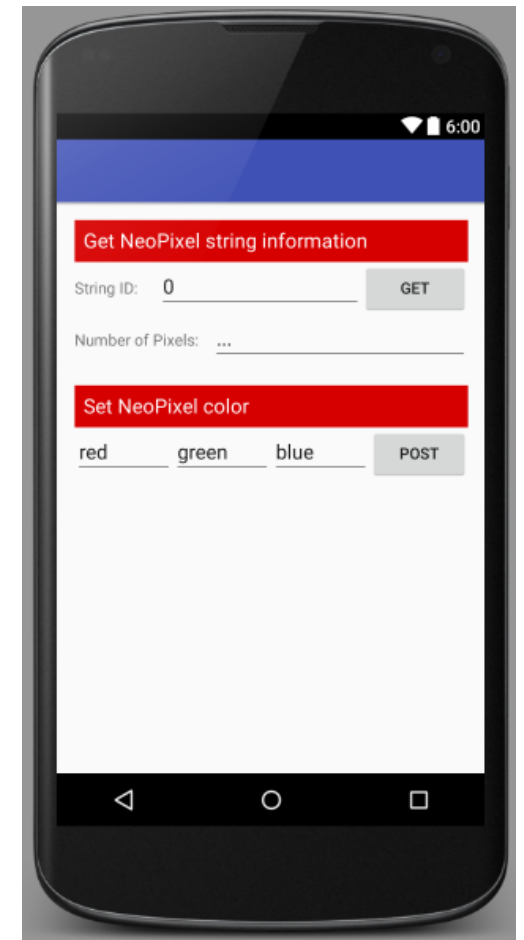 6:00
Get NeoPixel string information
String ID: 0 GET
Number of Pixels: ...
Set NeoPixel color
red green blue POST